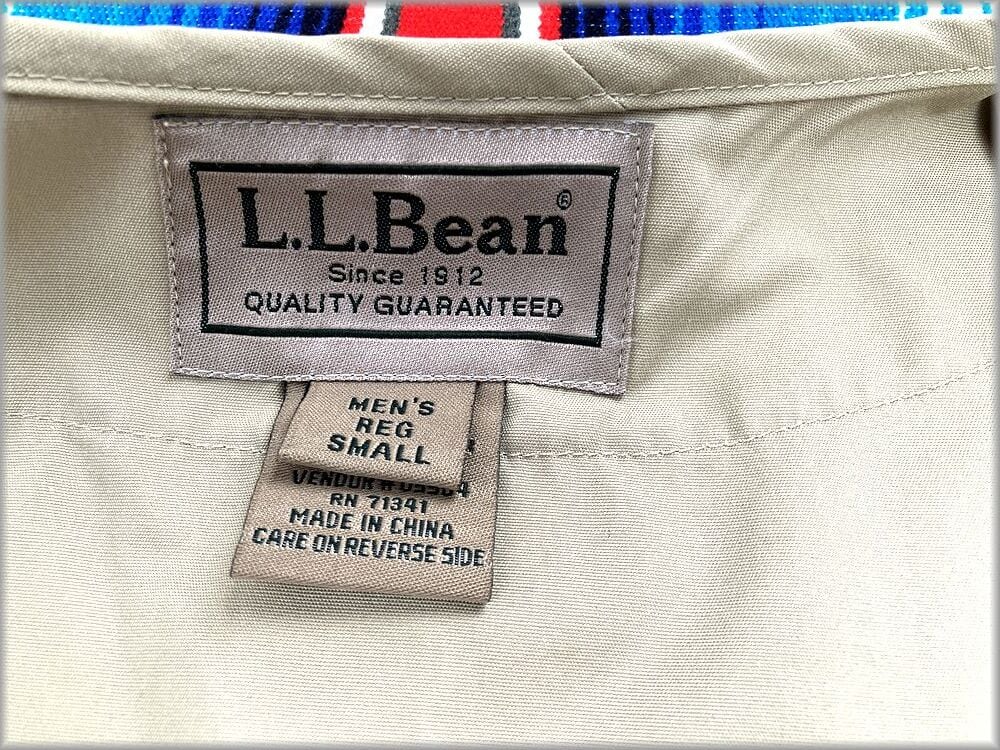 L.L.Bean®
Since 1912
QUALITY GUARANTEED
MEN'S
REG
SMALL
VENDOR #
RN 71341
MADE IN CHINA
CARE ON REVERSE SIDE